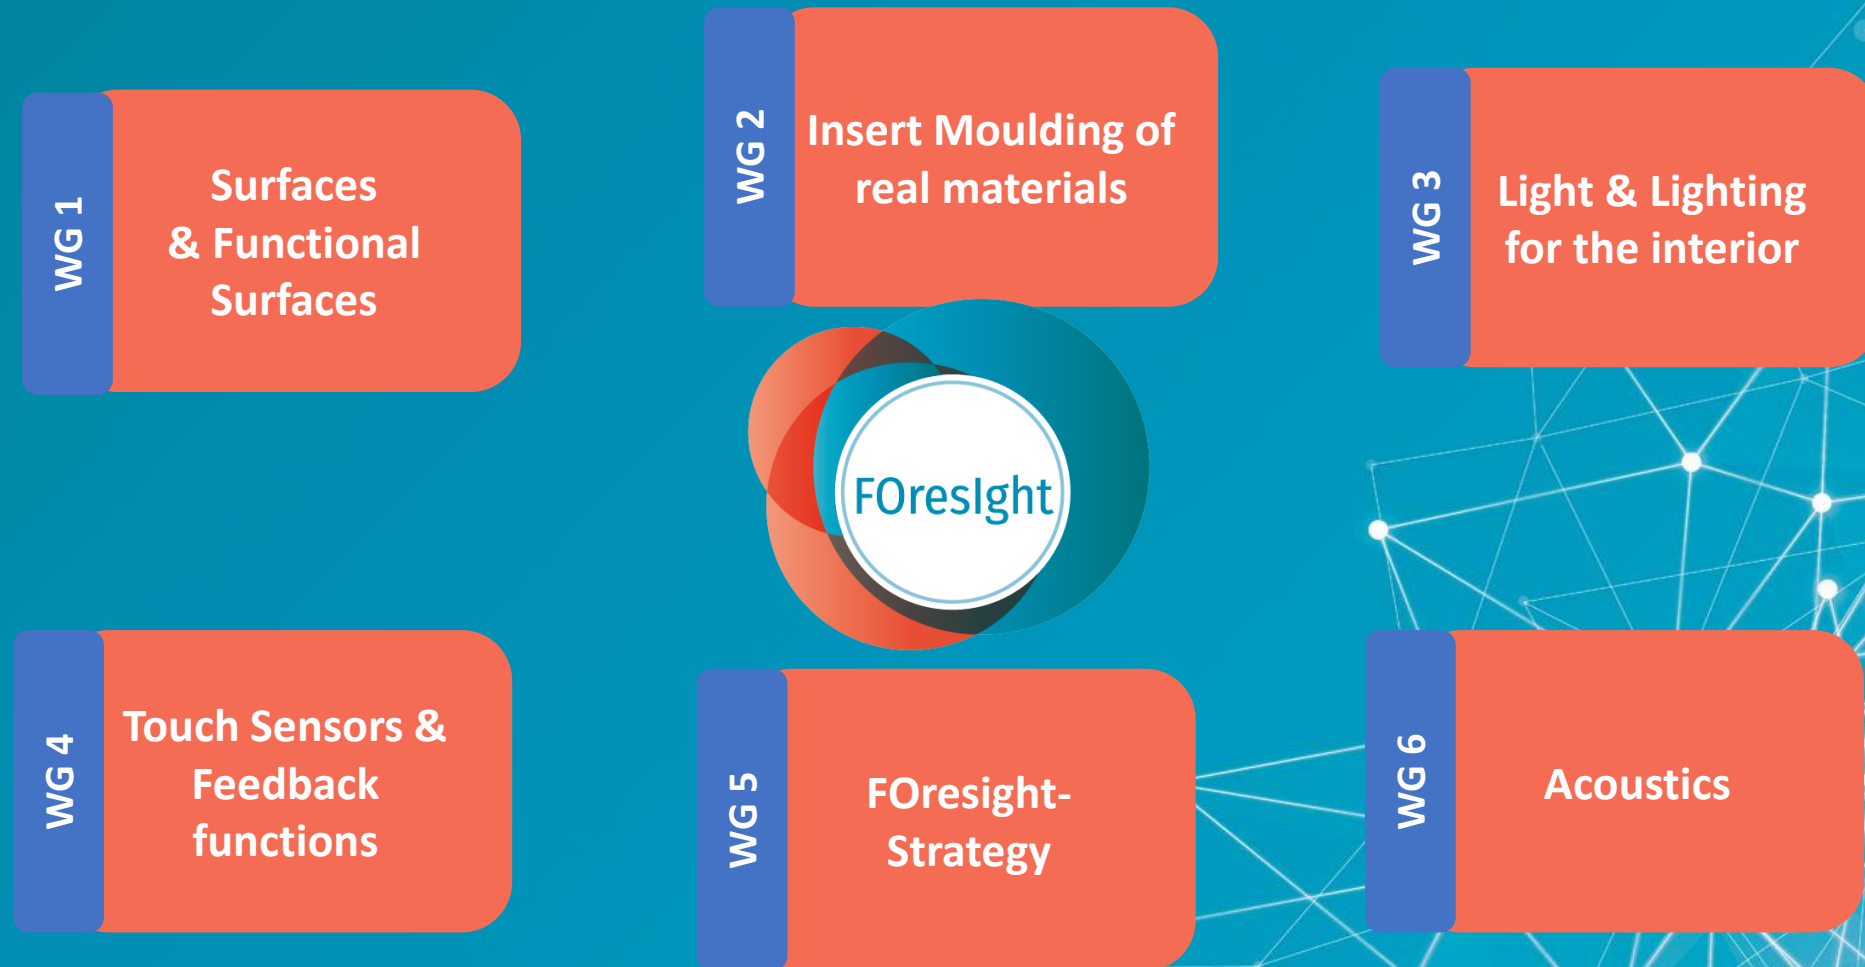 WG 1
Surfaces
& Functional
Surfaces
WG 2
Insert Moulding of
real materials
WG 3
Light & Lighting
for the interior
FOresIght
WG 4
Touch Sensors &
Feedback
functions
WG 5
FOresight-
Strategy
WG 6
Acoustics